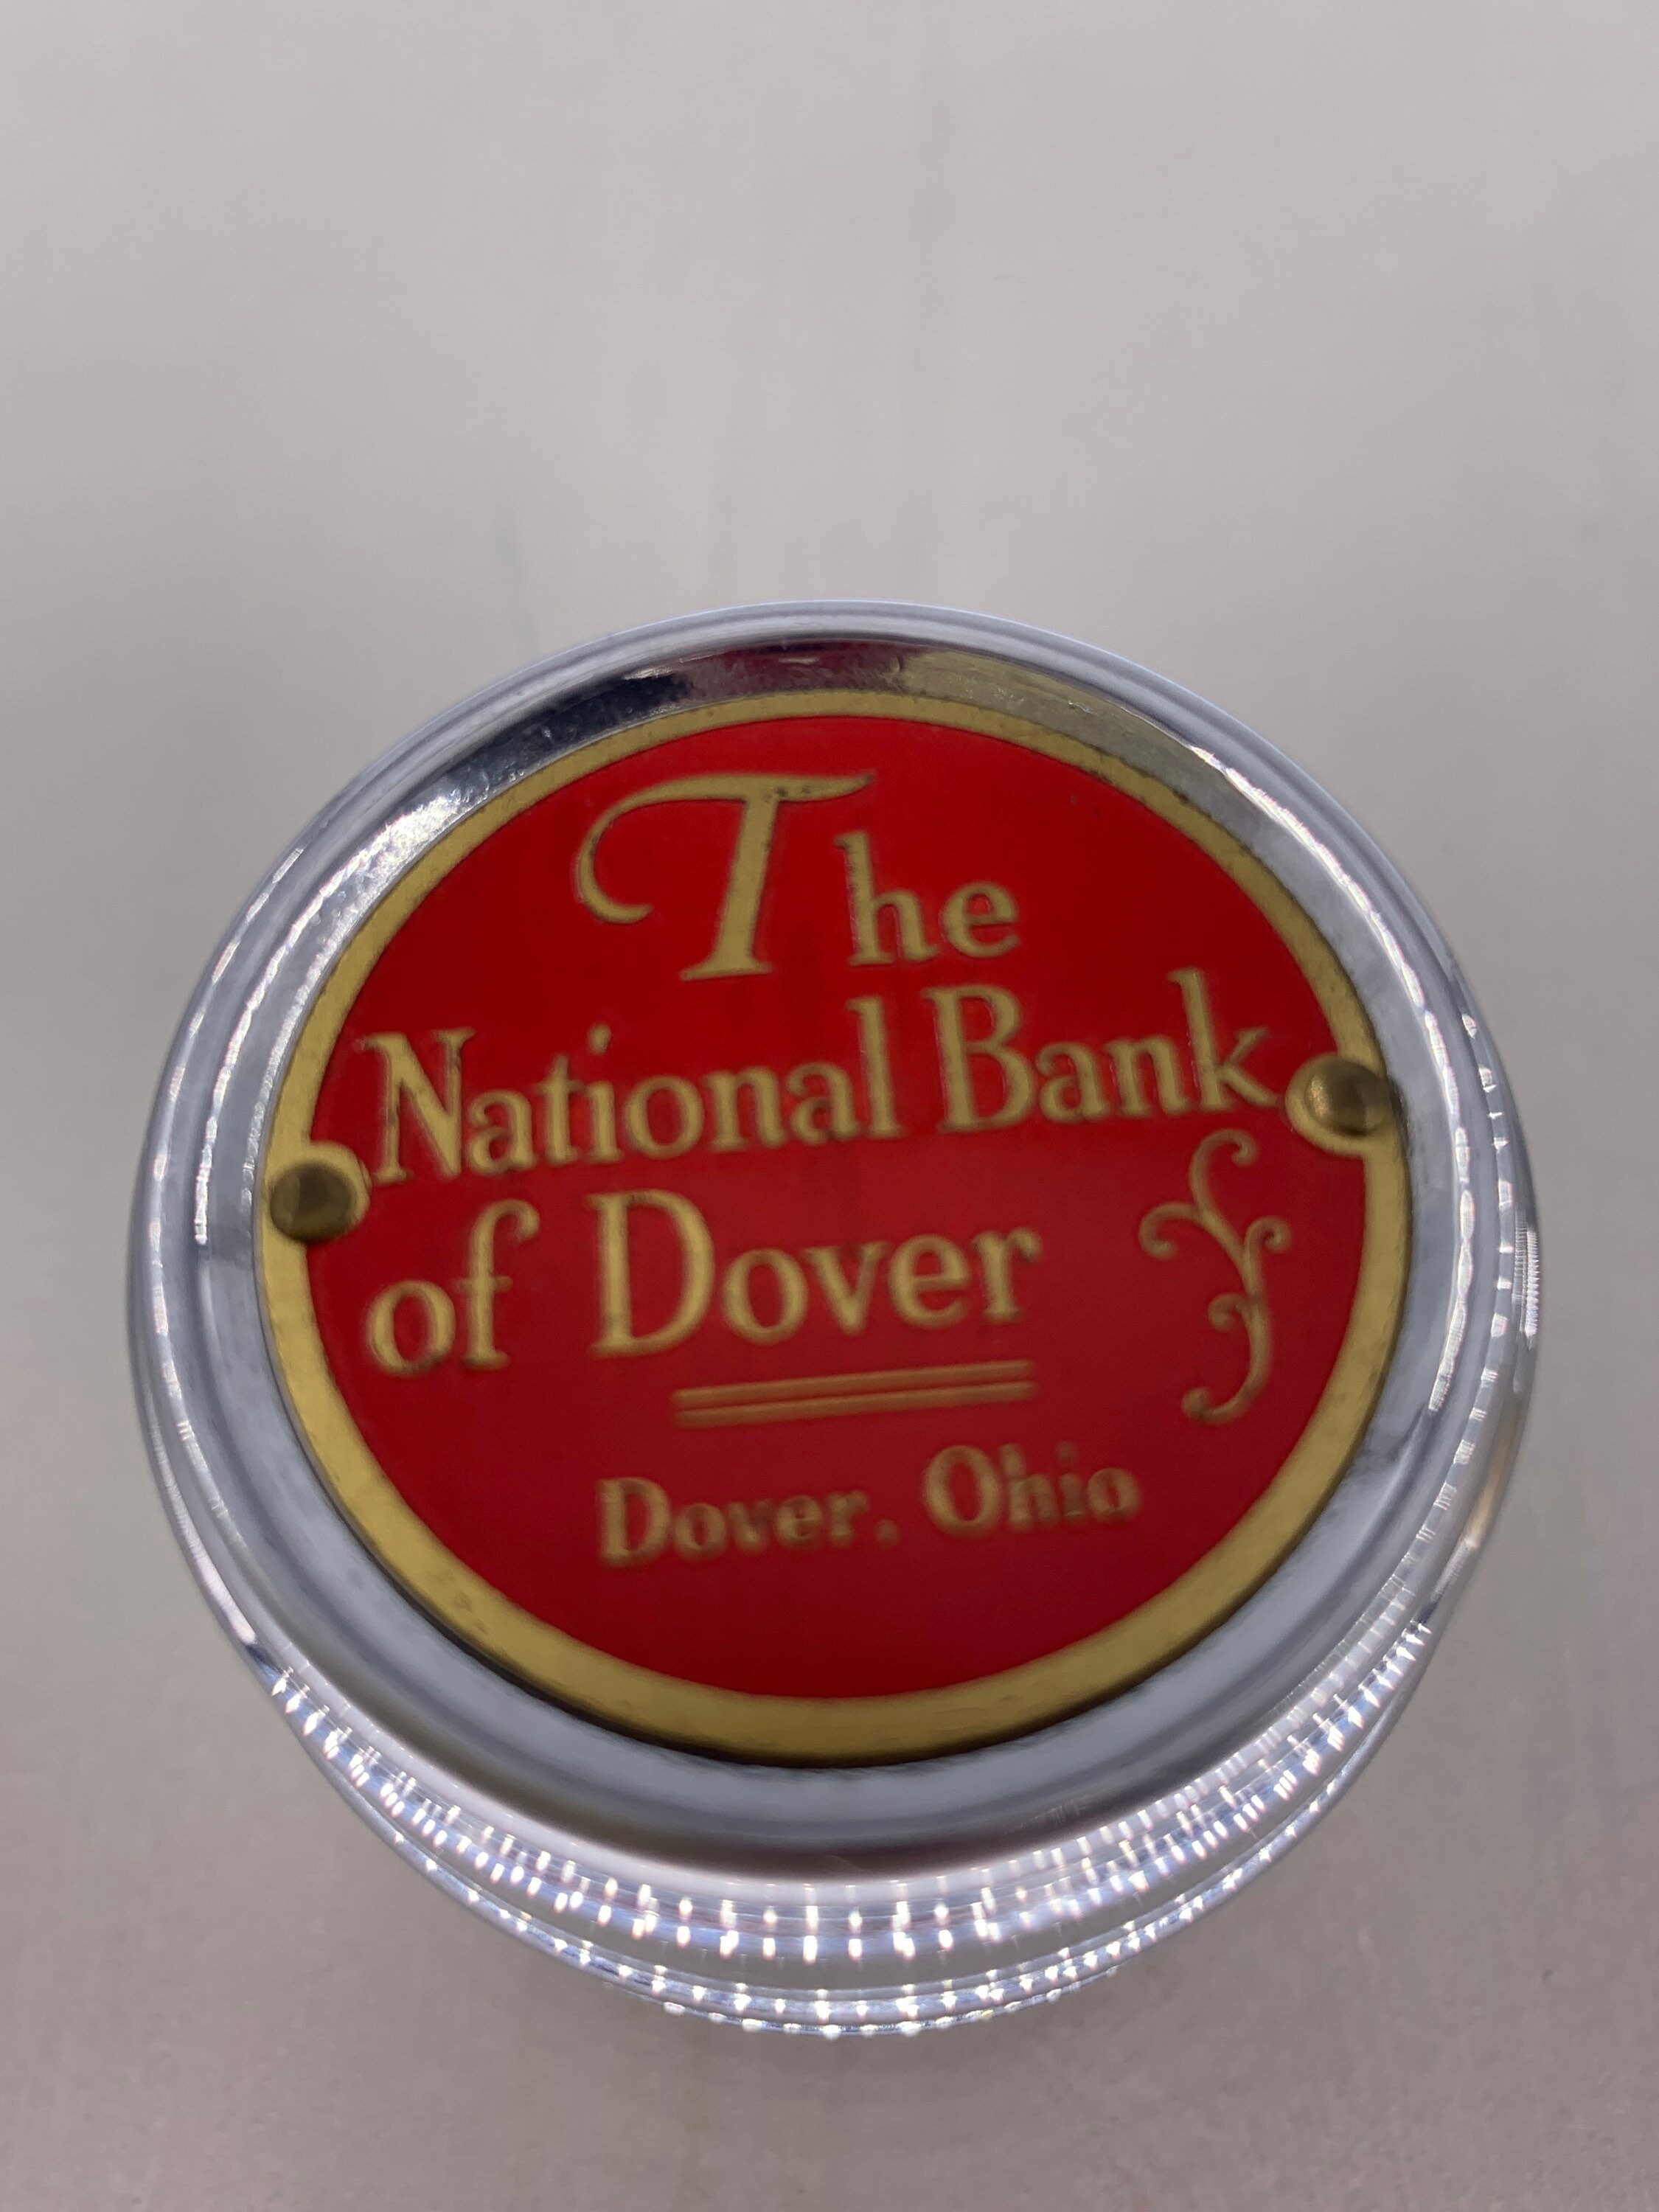 The
National Bank
of Dover
Dover, Ohio